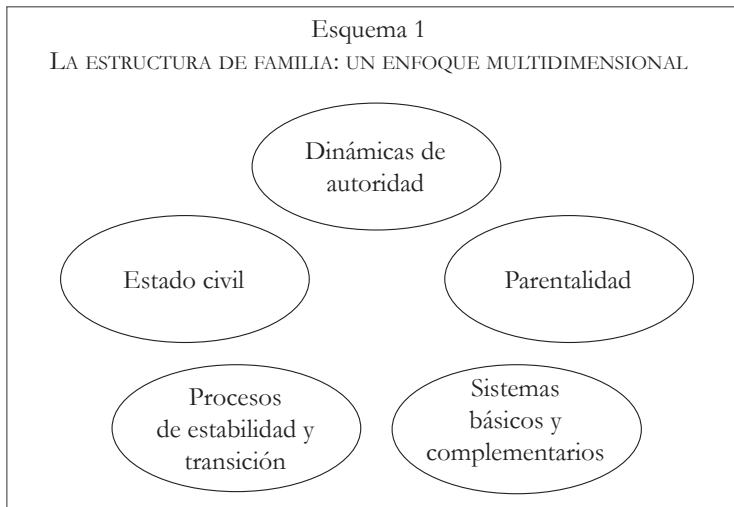 Esquema 1
La estructura de familia: un enfoque multidimensional
Dinámicas de
autoridad
Estado civil
Parentalidad
Procesos
de estabilidad y
transición
Sistemas
básicos y
complementarios